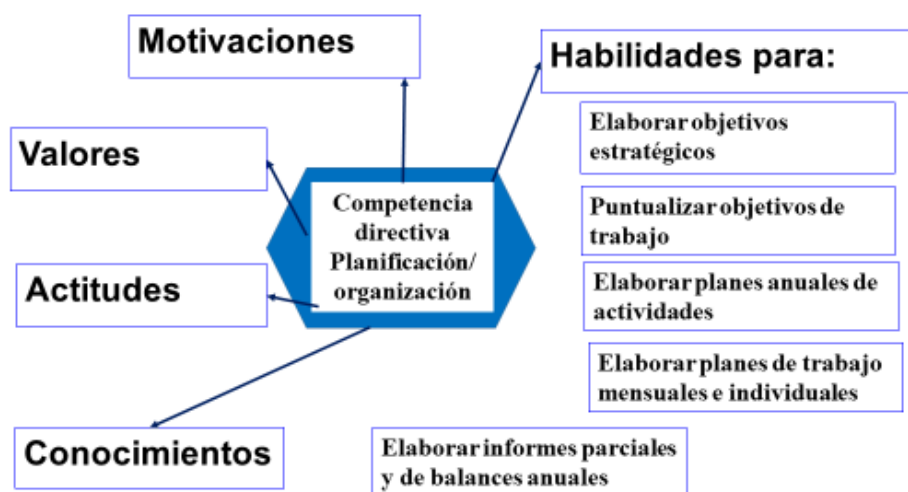 Motivaciones
Habilidades para:
Elaborar objetivos
estratégicos
Valores
Competencia
directiva
Planificación/
organización
Puntualizar objetivos de
trabajo
Actitudes
Elaborar planes anuales de
actividades
Elaborar planes de trabajo
mensuales e individuales
Conocimientos
Elaborar informes parciales
y de balances anuales